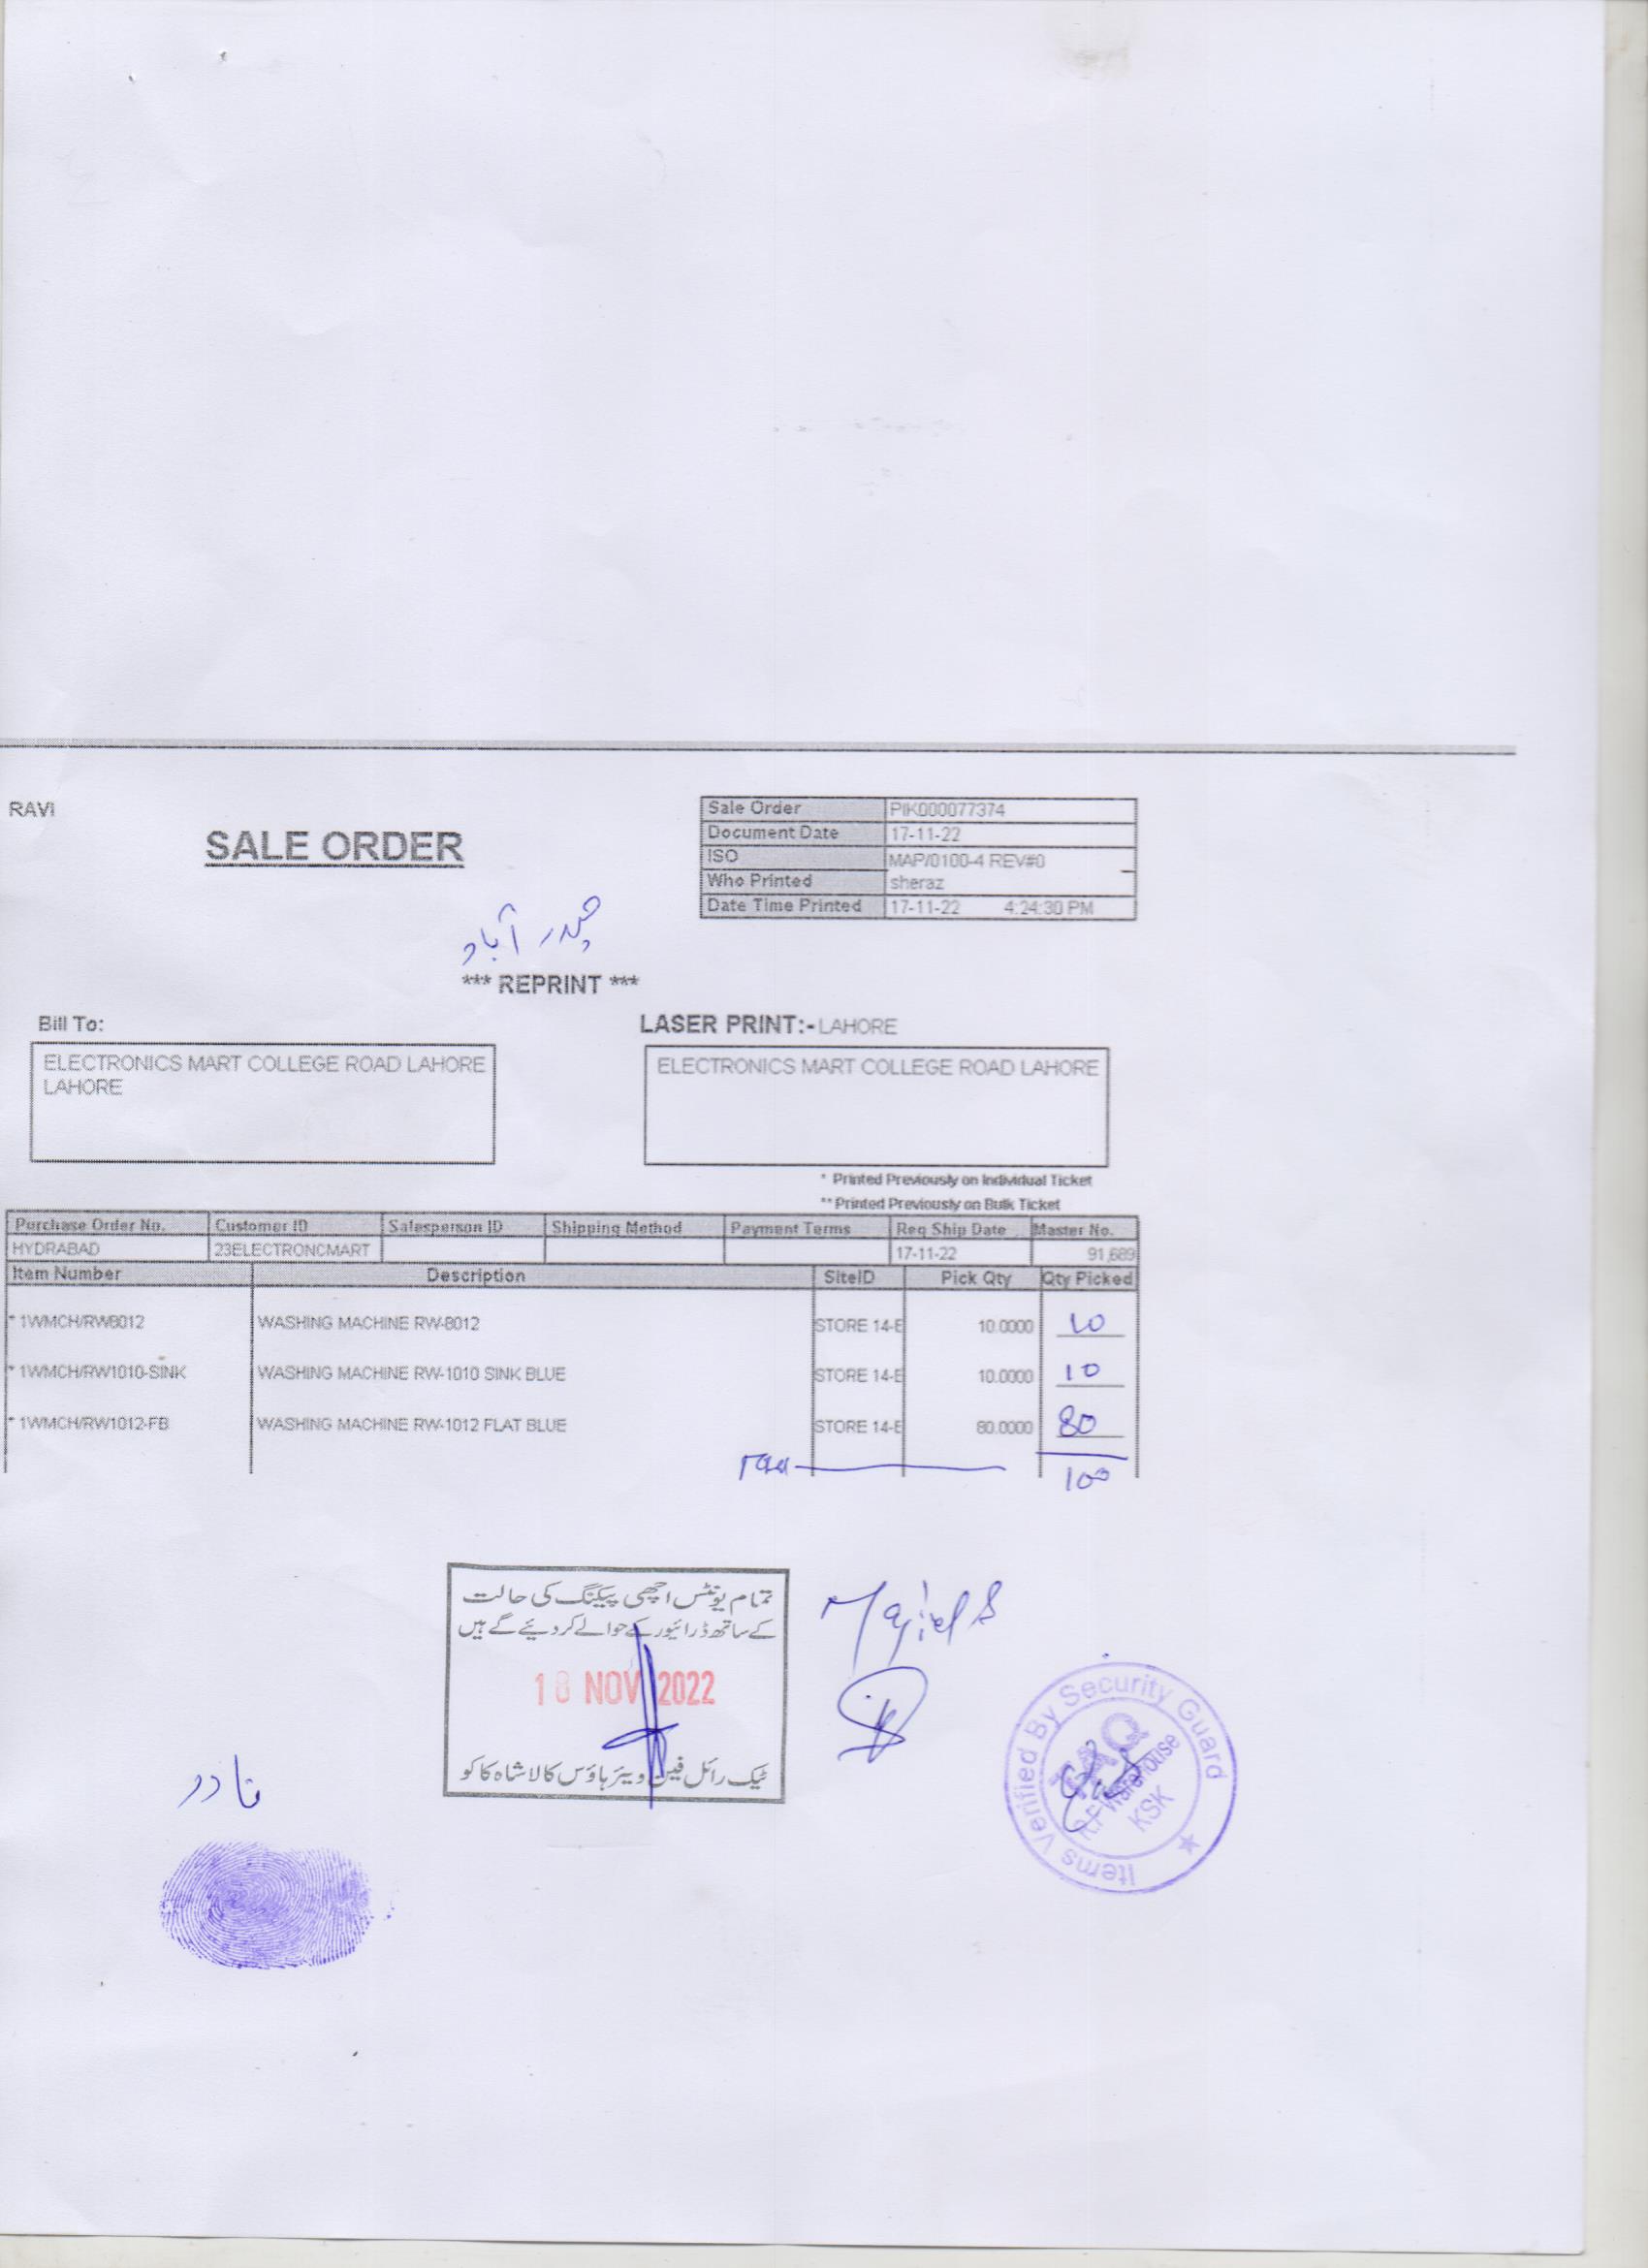 RAVI
SALE ORDER
Sale Order PIK000077374
Document Date 17-11-22
ISO MAP/0100-4 REV#0
Who Printed sheraz
Date Time Printed 17-11-22 4:24:30 PM
حیدر آباد
*** REPRINT ***
Bill To:
ELECTRONICS MART COLLEGE ROAD LAHORE
LAHORE
LASER PRINT:- LAHORE
ELECTRONICS MART COLLEGE ROAD LAHORE
* Printed Previously on Individual Ticket
** Printed Previously on Bulk Ticket
Purchase Order No. Customer ID Salesperson ID Shipping Method Payment Terms Req Ship Date Master No.
HYDRABAD 23ELECTRONCMART 17-11-22 91,689
Item Number Description SiteID Pick Qty Qty Picked
* 1WMCH/RW8012 WASHING MACHINE RW-8012 STORE 14-E 10.0000 10
* 1WMCH/RW1010-SINK WASHING MACHINE RW-1010 SINK BLUE STORE 14-E 10.0000 10
* 1WMCH/RW1012-FB WASHING MACHINE RW-1012 FLAT BLUE STORE 14-E 80.0000 80
100
تمام یونٹس اچھی پیکنگ کی حالت
کے ساتھ ڈرائیور کے حوالے کر دیئے گے ہیں
18 NOV 2022
ٹیک رائل فین ویئر ہاؤس کالا شاہ کاکو
Majid
Items Verified By Security Guard
TAQ
R.F Warehouse
KSK
نادر